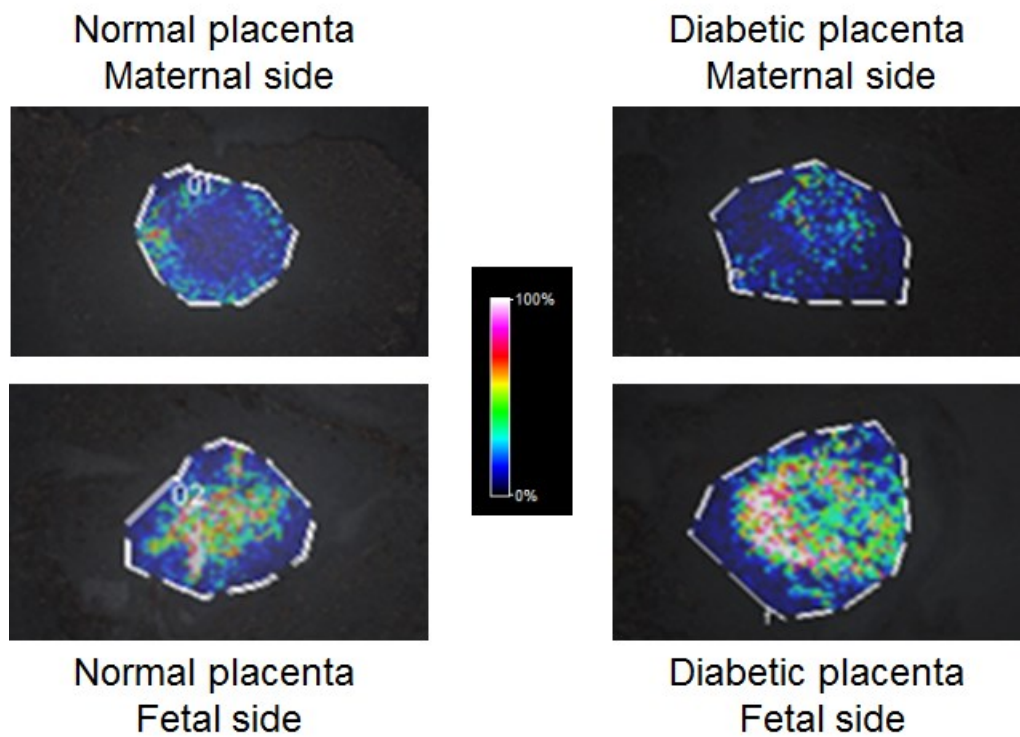 Normal placenta
Maternal side
Diabetic placenta
Maternal side
01
100%
0%
02
Normal placenta
Fetal side
Diabetic placenta
Fetal side